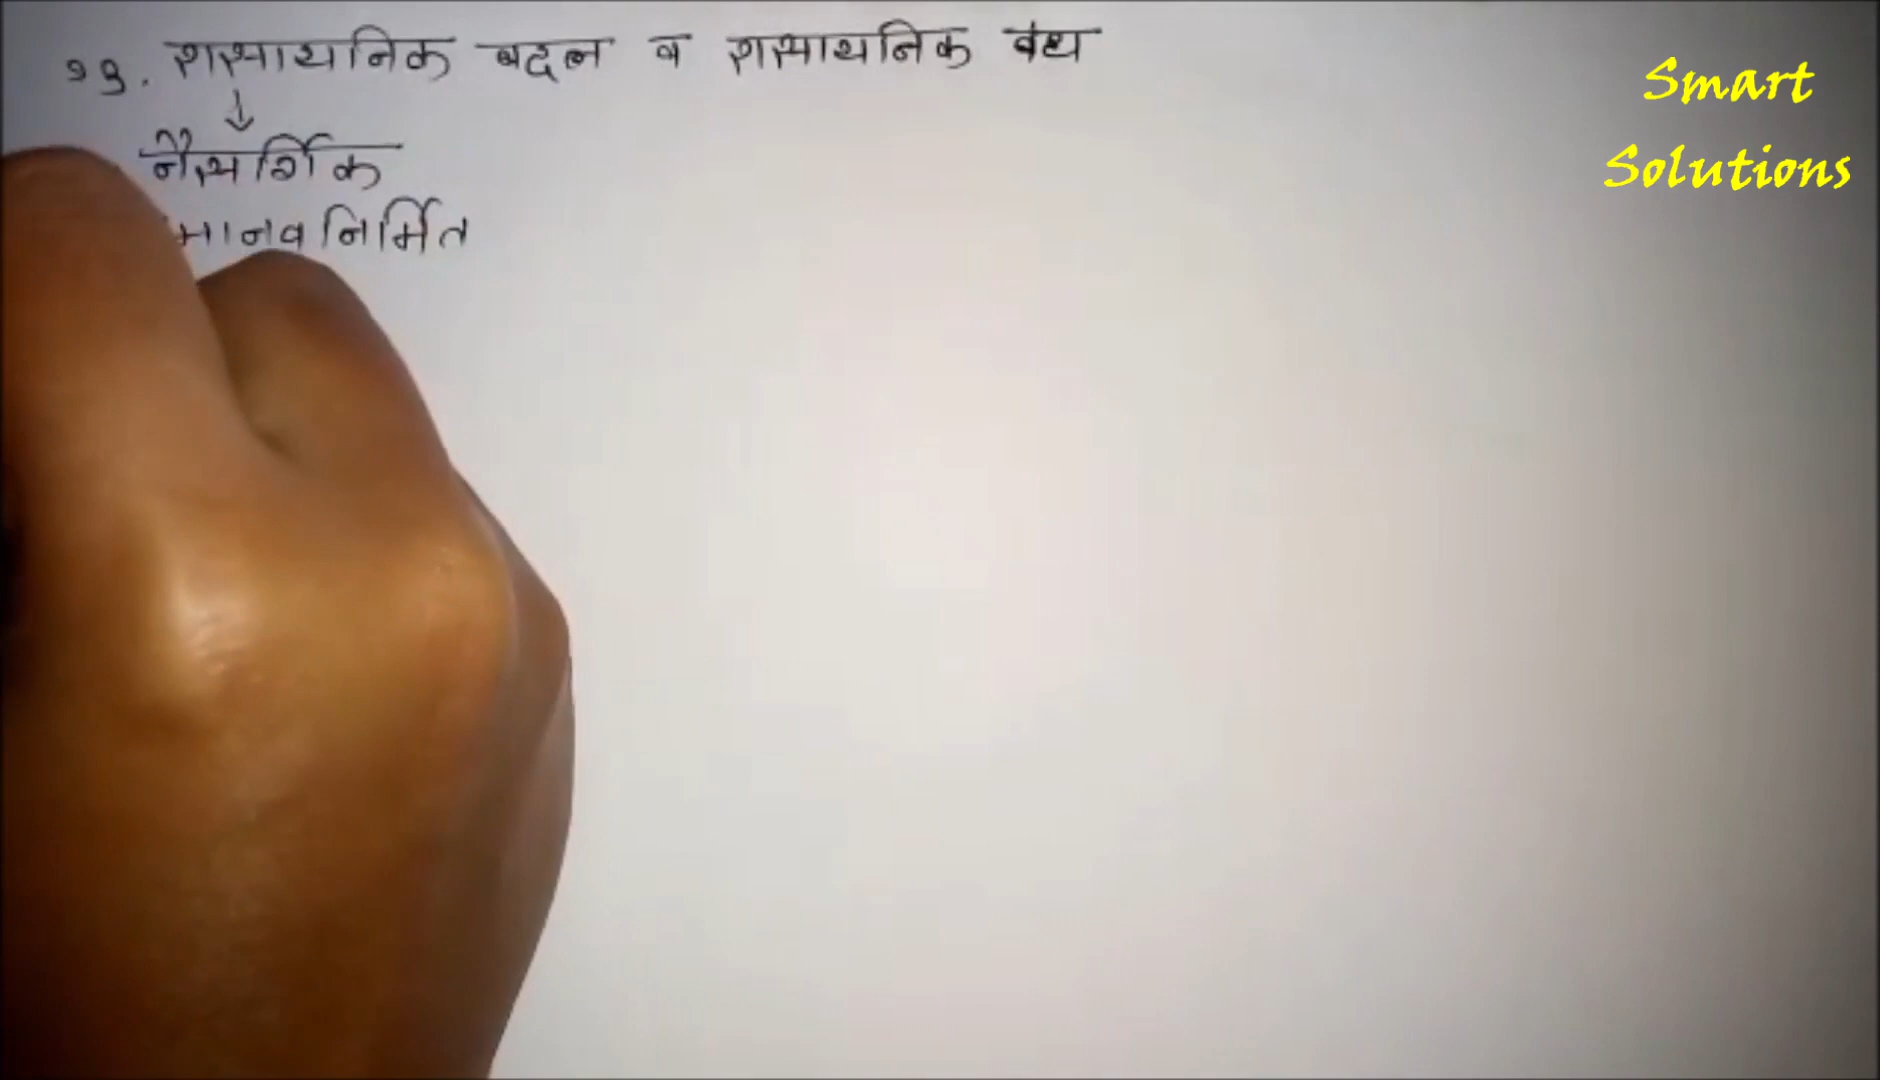 १३. रासायनिक बदल व रासायनिक बंध
↓
नैसर्गिक
मानवनिर्मित
Smart
Solutions